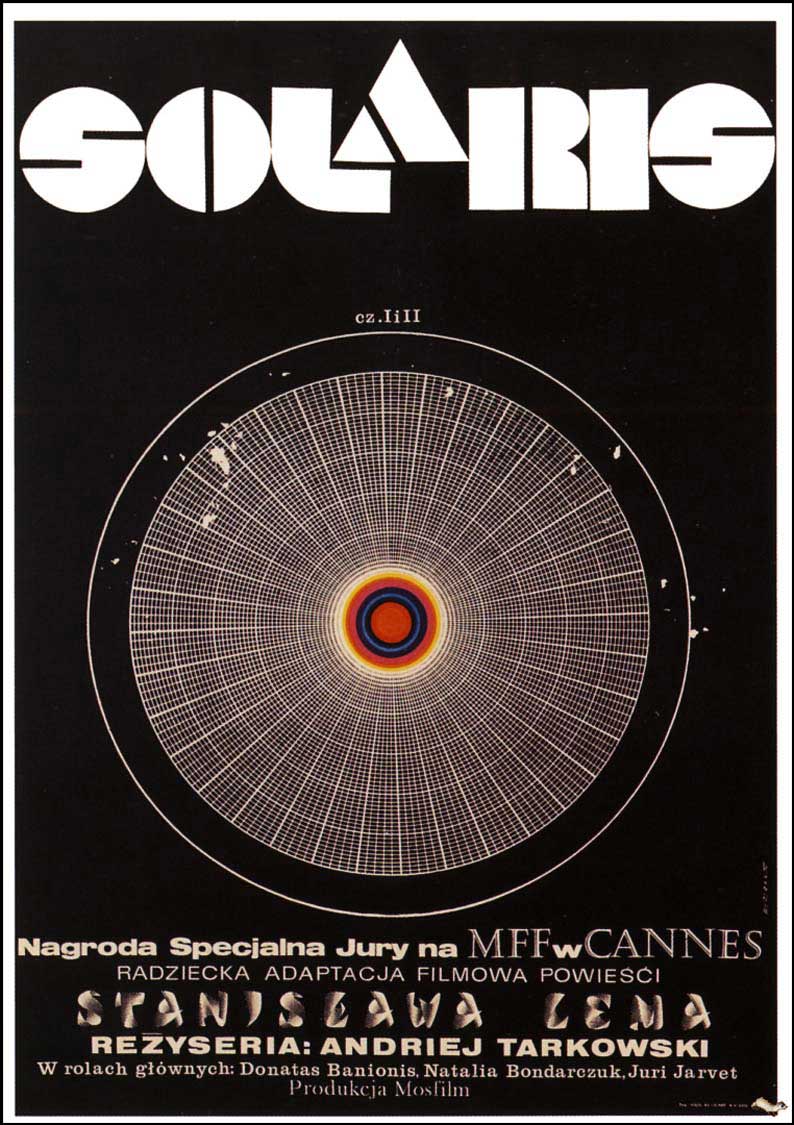 SOLARIS
cz.IiII
Nagroda Specjalna Jury na MFF w CANNES
RADZIECKA ADAPTACJA FILMOWA POWIEŚCI
STANISŁAWA LEMA
REŻYSERIA: ANDRIEJ TARKOWSKI
W rolach głównych: Donatas Banionis, Natalia Bondarczuk, Juri Jarvet
Produkcja Mosfilm